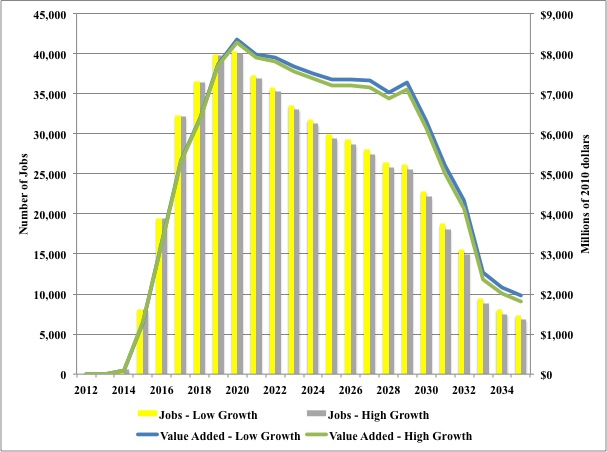 45,000 $9,000
40,000 $8,000
35,000 $7,000
30,000 $6,000
25,000 $5,000
20,000 $4,000
15,000 $3,000
10,000 $2,000
5,000 $1,000
0 $0
Number of Jobs
Millions of 2010 dollars
2012 2014 2016 2018 2020 2022 2024 2026 2028 2030 2032 2034
Jobs - Low Growth Jobs - High Growth
Value Added - Low Growth Value Added - High Growth